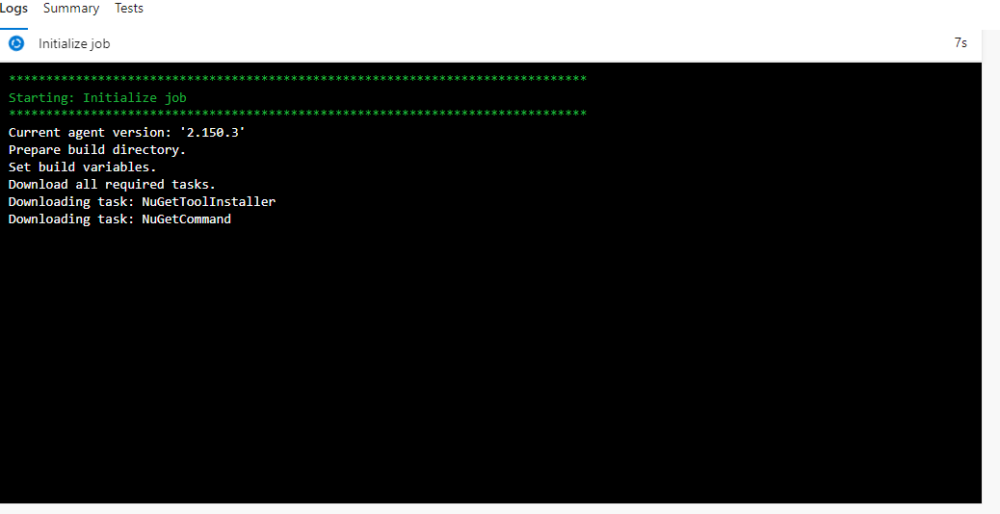 Logs Summary Tests
Initialize job 7s
******************************************************************************
Starting: Initialize job
******************************************************************************
Current agent version: '2.150.3'
Prepare build directory.
Set build variables.
Download all required tasks.
Downloading task: NuGetToolInstaller
Downloading task: NuGetCommand